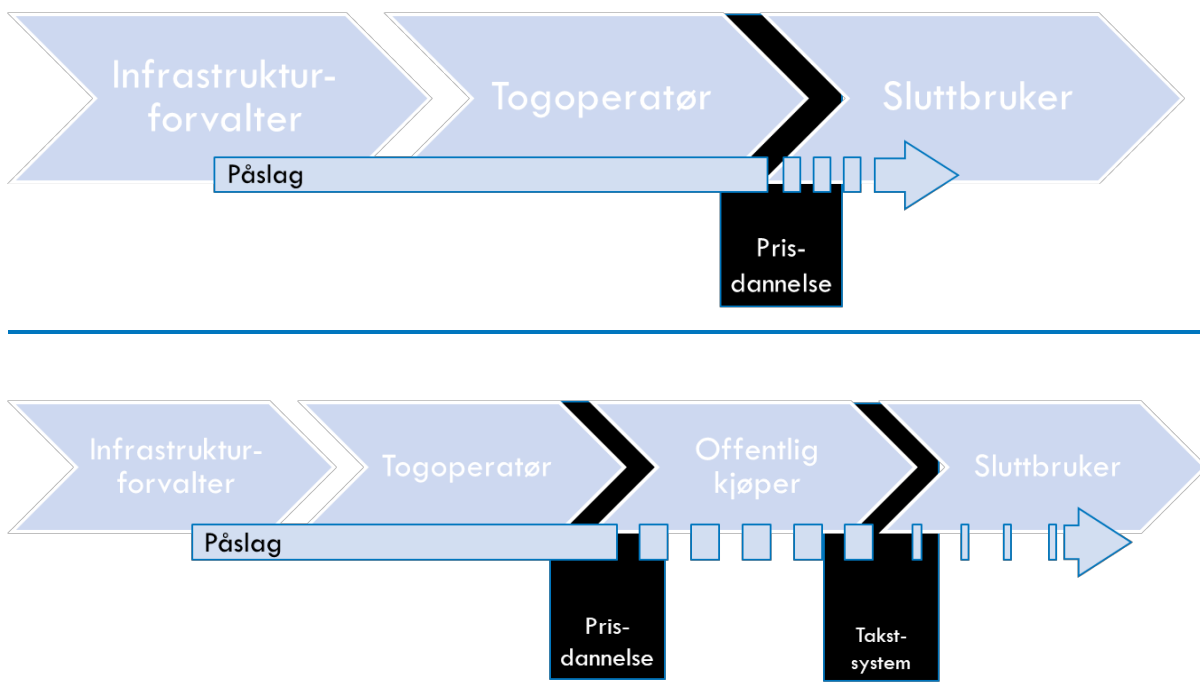 Infrastruktur-
forvalter
Togoperatør
Sluttbruker
Påslag
Pris-
dannelse
Infrastruktur-
forvalter
Togoperatør
Offentlig
kjøper
Sluttbruker
Påslag
Pris-
dannelse
Takst-
system